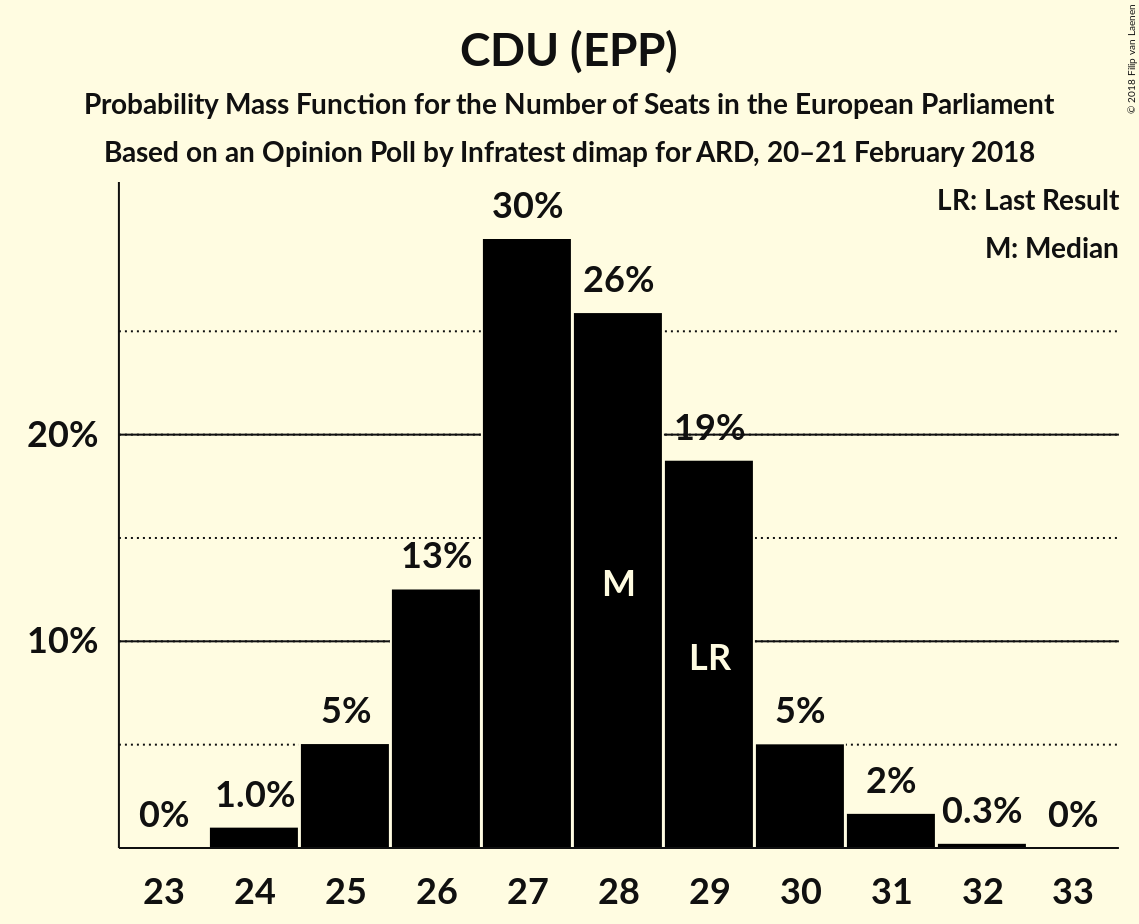 CDU (EPP)
Probability Mass Function for the Number of Seats in the European Parliament
Based on an Opinion Poll by Infratest dimap for ARD, 20–21 February 2018
© 2018 Filip van Laenen
LR: Last Result
M: Median
30%
26%
20%
19%
13%
M
10%
LR
5%
5%
2%
1.0%
0.3%
0%
0%
23 24 25 26 27 28 29 30 31 32 33